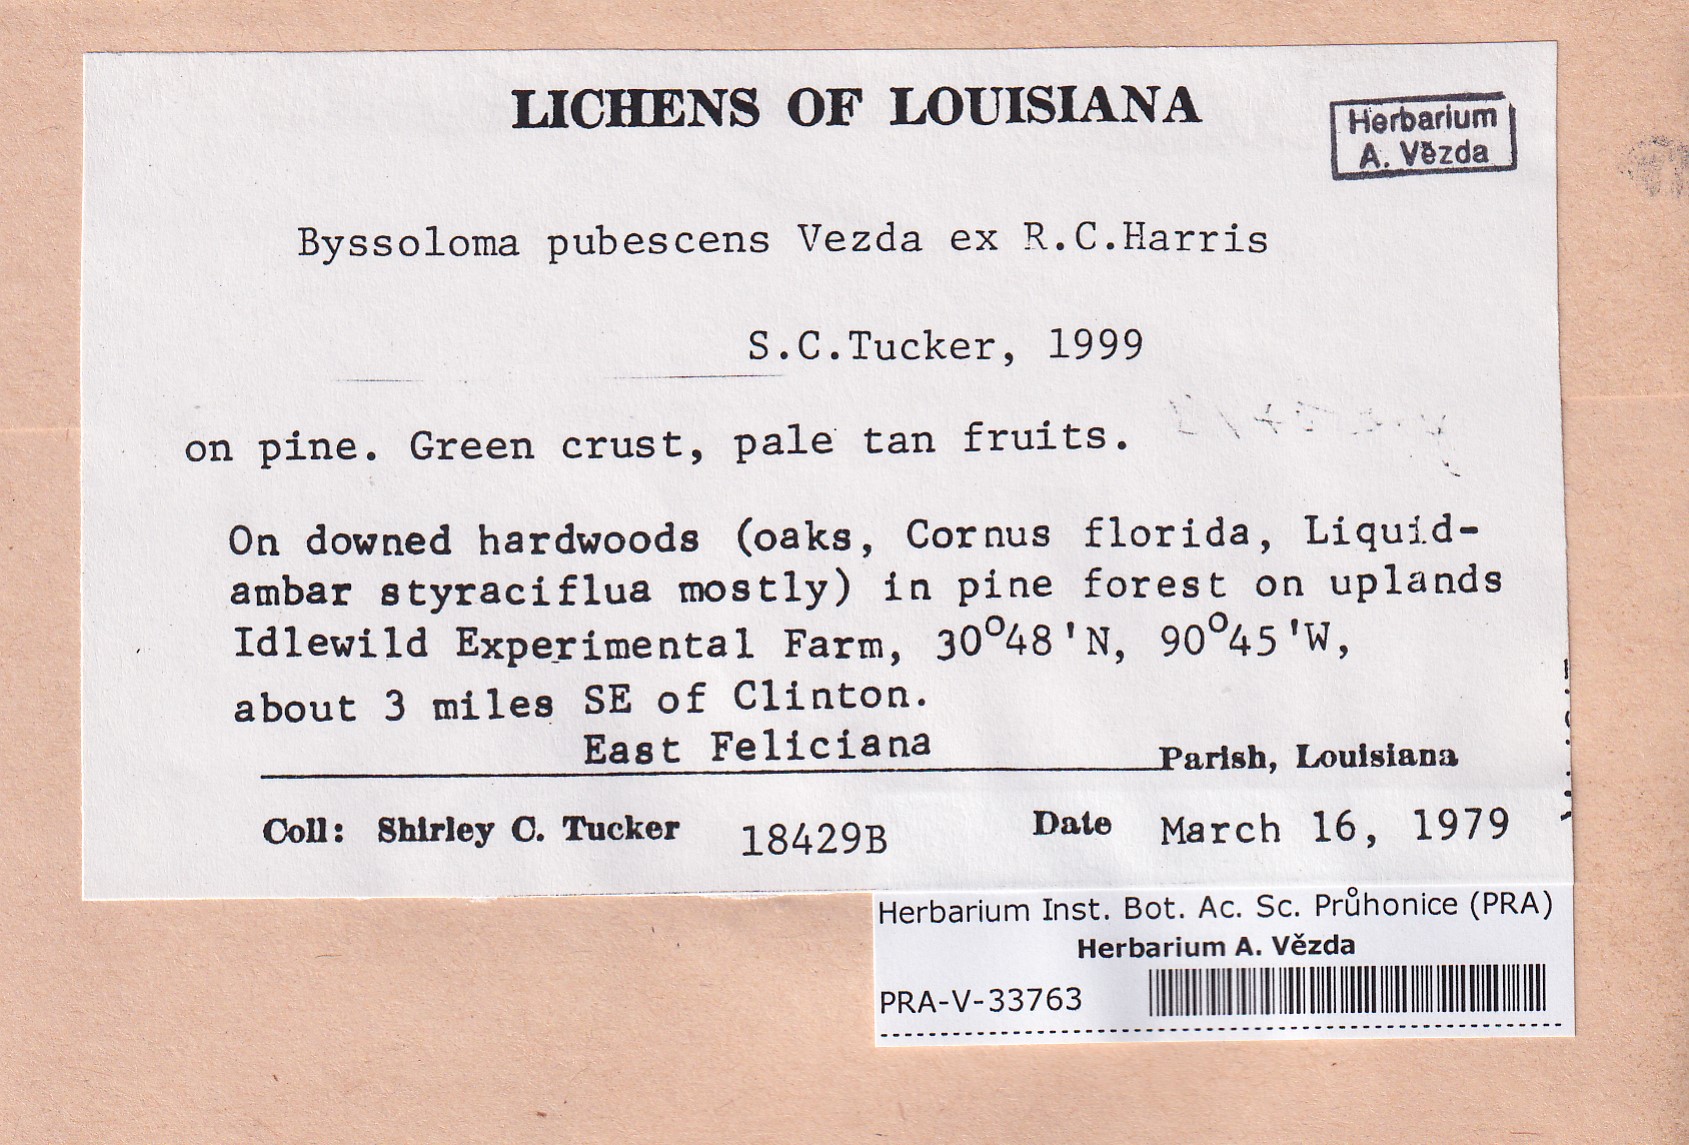 LICHENS OF LOUISIANA
Herbarium
A. Vězda
Byssoloma pubescens Vezda ex R.C.Harris
S.C.Tucker, 1999
on pine. Green crust, pale tan fruits.
On downed hardwoods (oaks, Cornus florida, Liquid-
ambar styraciflua mostly) in pine forest on uplands
Idlewild Experimental Farm, 30°48'N, 90°45'W,
about 3 miles SE of Clinton.
East Feliciana Parish, Louisiana
Coll: Shirley C. Tucker 18429B Date March 16, 1979
Herbarium Inst. Bot. Ac. Sc. Průhonice (PRA)
Herbarium A. Vězda
PRA-V-33763